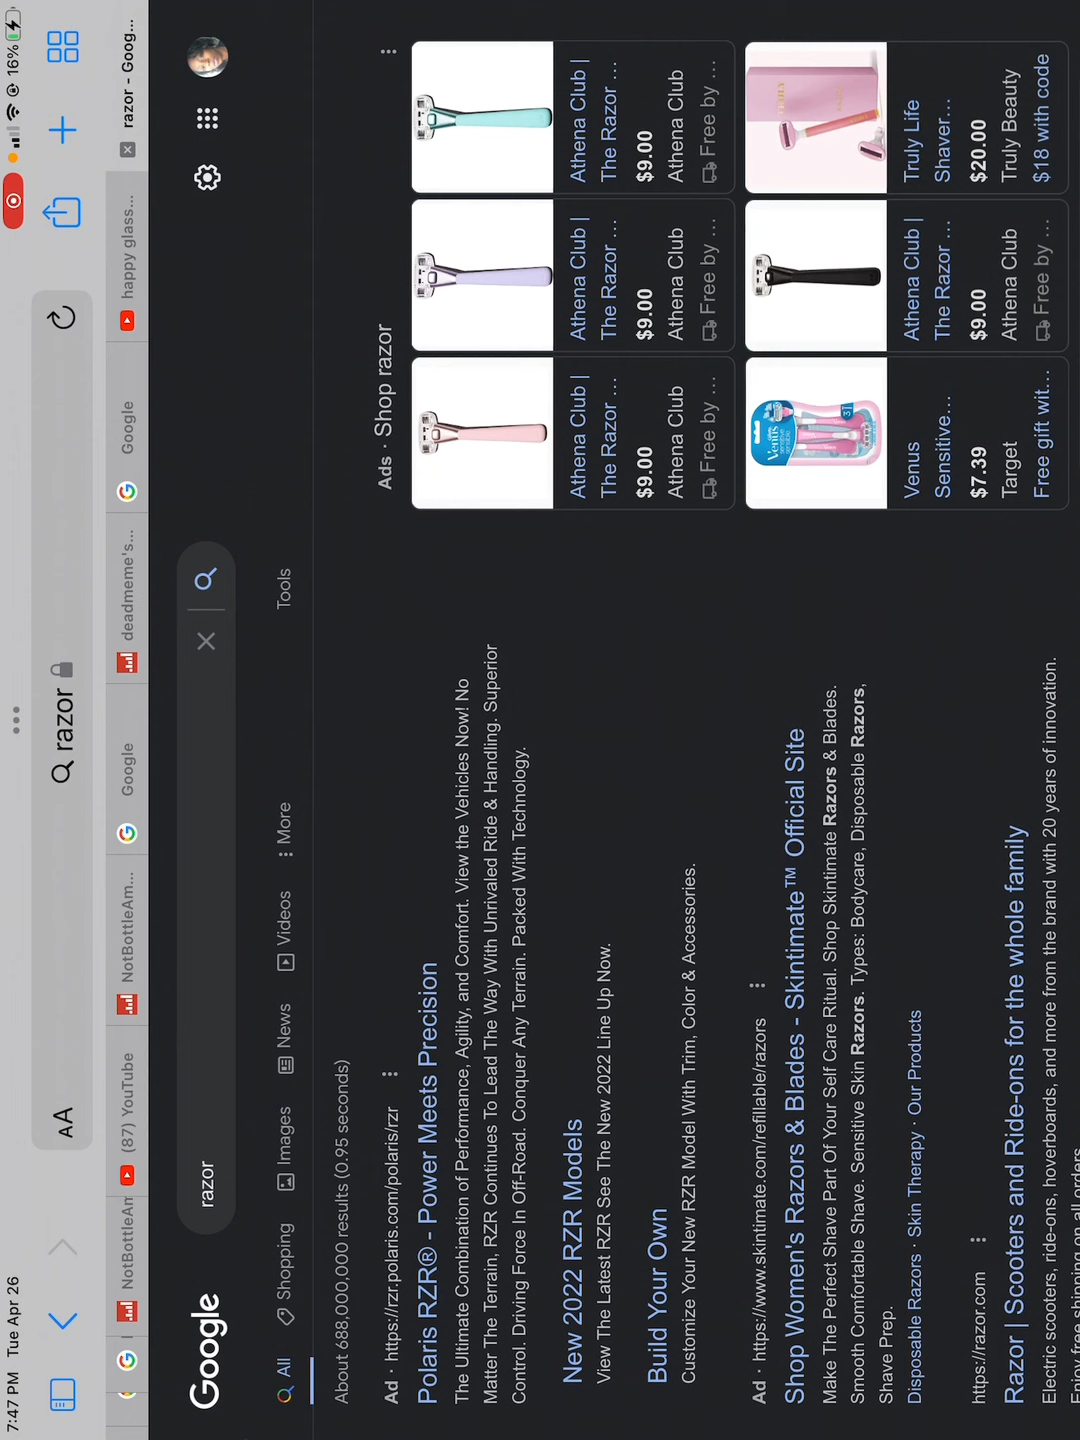 7:47 PM Tue Apr 26
16%
AA
razor
NotBottleAm
(87) YouTube
NotBottleAm...
Google
deadmeme's...
Google
happy glass...
razor - Goog...
Google
razor
All
Shopping
Images
News
Videos
More
Tools
About 688,000,000 results (0.95 seconds)
Ad · https://rzr.polaris.com/polaris/rzr
Polaris RZR® - Power Meets Precision
The Ultimate Combination of Performance, Agility, and Comfort. View the Vehicles Now! No
Matter The Terrain, RZR Continues To Lead The Way With Unrivaled Ride & Handling. Superior
Control. Driving Force In Off-Road. Conquer Any Terrain. Packed With Technology.
New 2022 RZR Models
View The Latest RZR See The New 2022 Line Up Now.
Build Your Own
Customize Your New RZR Model With Trim, Color & Accessories.
Ad · https://www.skintimate.com/refillable/razors
Shop Women's Razors & Blades - Skintimate™ Official Site
Make The Perfect Shave Part Of Your Self Care Ritual. Shop Skintimate Razors & Blades.
Smooth Comfortable Shave. Sensitive Skin Razors. Types: Bodycare, Disposable Razors,
Shave Prep.
Disposable Razors · Skin Therapy · Our Products
https://razor.com
Razor | Scooters and Ride-ons for the whole family
Electric scooters, ride-ons, hoverboards, and more from the brand with 20 years of innovation.
Enjoy free shipping on all orders
Ads · Shop razor
Athena Club |
The Razor ...
$9.00
Athena Club
Free by ...
Athena Club |
The Razor ...
$9.00
Athena Club
Free by ...
Athena Club |
The Razor ...
$9.00
Athena Club
Free by ...
Venus
Venus
Sensitive...
$7.39
Target
Free gift wit...
Athena Club |
The Razor ...
$9.00
Athena Club
Free by ...
TRULY
Truly Life
Shaver...
$20.00
Truly Beauty
$18 with code